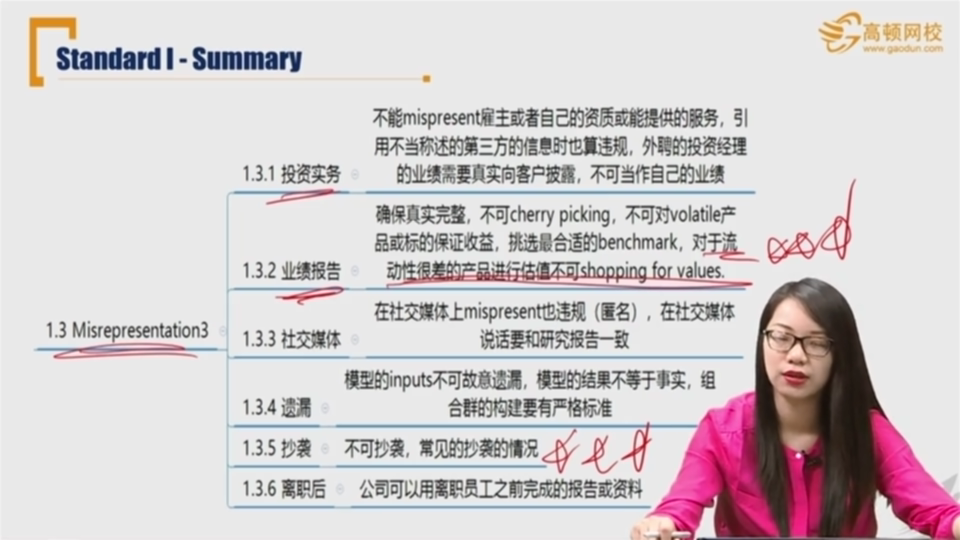 Standard I - Summary
高顿网校
www.gaodun.com
1.3 Misrepresentation3
1.3.1 投资实务
不能mispresent雇主或者自己的资质或能提供的服务，引
用不当称述的第三方的信息时也算违规，外聘的投资经理
的业绩需要真实向客户披露，不可当作自己的业绩
1.3.2 业绩报告
确保真实完整，不可cherry picking，不可对volatile产
品或标的保证收益，挑选最合适的benchmark，对于流
动性很差的产品进行估值不可shopping for values.
1.3.3 社交媒体
在社交媒体上mispresent也违规（匿名），在社交媒体
说话要和研究报告一致
1.3.4 遗漏
模型的inputs不可故意遗漏，模型的结果不等于事实，组
合群的构建要有严格标准
1.3.5 抄袭
不可抄袭，常见的抄袭的情况
1.3.6 离职后
公司可以用离职员工之前完成的报告或资料